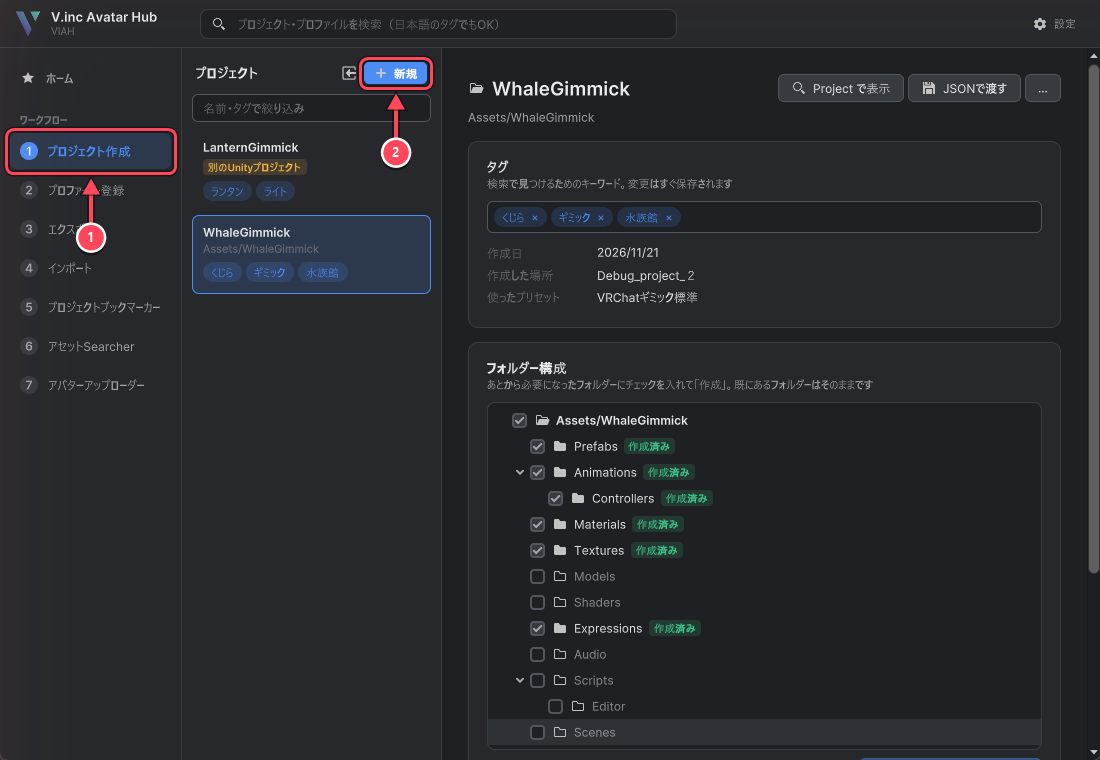 V.inc Avatar Hub
VIAH
プロジェクト・プロファイルを検索（日本語のタグでもOK）
設定
ホーム
ワークフロー
1 プロジェクト作成
2 プロファ 登録
3 エクスポ
4 インポート
5 プロジェクトブックマーカー
6 アセットSearcher
7 アバターアップローダー
1
プロジェクト
＋ 新規
2
名前・タグで絞り込み
LanternGimmick
別のUnityプロジェクト
ランタン ライト
WhaleGimmick
Assets/WhaleGimmick
くじら ギミック 水族館
WhaleGimmick
Project で表示
JSONで渡す
...
Assets/WhaleGimmick
タグ
検索で見つけるためのキーワード。変更はすぐ保存されます
くじら × ギミック × 水族館 ×
作成日 2026/11/21
作成した場所 Debug_project_2
使ったプリセット VRChatギミック標準
フォルダー構成
あとから必要になったフォルダーにチェックを入れて「作成」。既にあるフォルダーはそのままです
Assets/WhaleGimmick
Prefabs 作成済み
Animations 作成済み
Controllers 作成済み
Materials 作成済み
Textures 作成済み
Models
Shaders
Expressions 作成済み
Audio
Scripts
Editor
Scenes